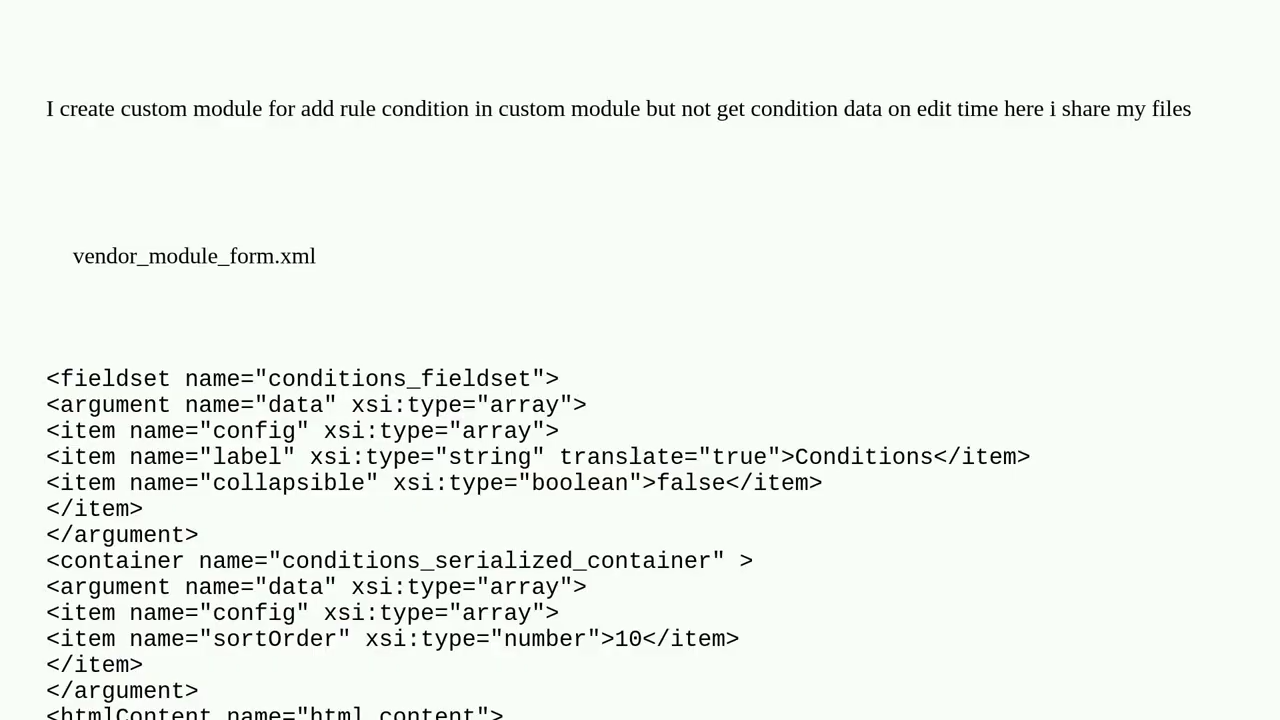 I create custom module for add rule condition in custom module but not get condition data on edit time here i share my files
vendor_module_form.xml
<fieldset name="conditions_fieldset">
<argument name="data" xsi:type="array">
<item name="config" xsi:type="array">
<item name="label" xsi:type="string" translate="true">Conditions</item>
<item name="collapsible" xsi:type="boolean">false</item>
</item>
</argument>
<container name="conditions_serialized_container" >
<argument name="data" xsi:type="array">
<item name="config" xsi:type="array">
<item name="sortOrder" xsi:type="number">10</item>
</item>
</argument>
<htmlContent name="html_content">